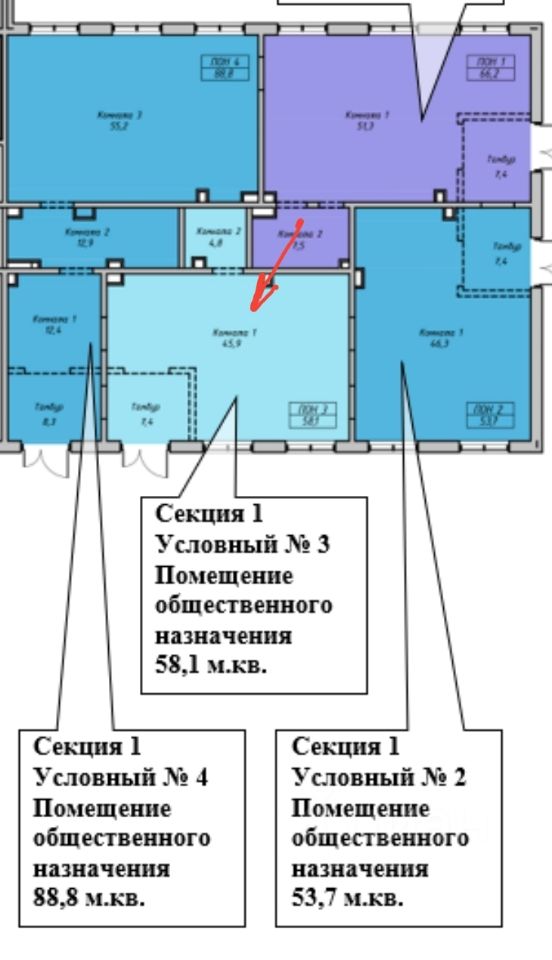 ПОН 4
88,8
ПОН 1
66,2
Комната 3
55,2
Комната 1
51,3
Тамбур
7,4
Комната 2
12,9
Комната 2
4,8
Комната 2
7,5
Тамбур
7,4
Комната 1
12,4
Комната 1
45,9
Комната 1
46,3
Тамбур
8,3
Тамбур
7,4
ПОН 3
58,1
ПОН 2
53,7
Секция 1
Условный № 3
Помещение
общественного
назначения
58,1 м.кв.
Секция 1
Условный № 4
Помещение
общественного
назначения
88,8 м.кв.
Секция 1
Условный № 2
Помещение
общественного
назначения
53,7 м.кв.